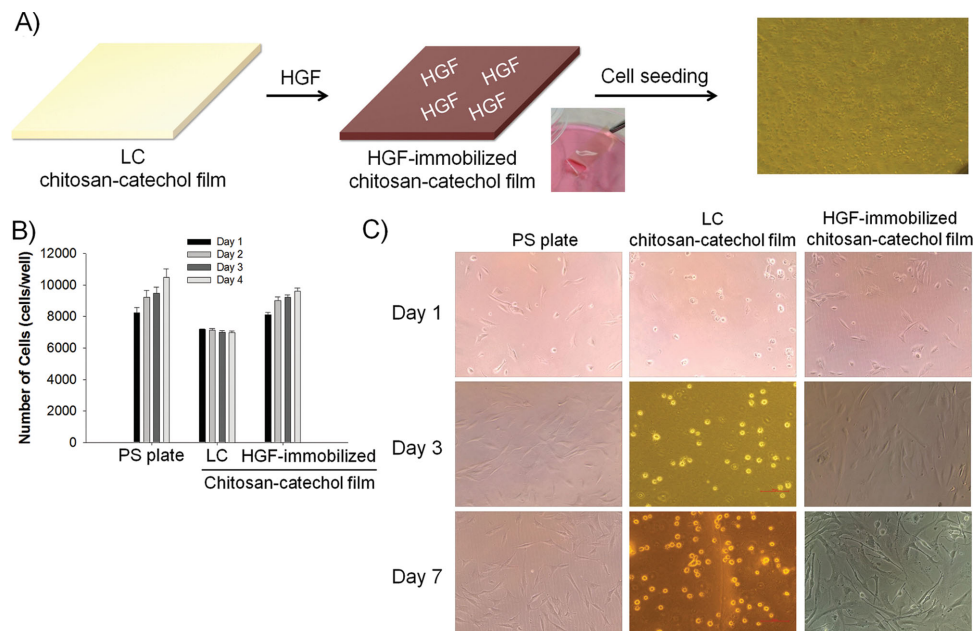 A)
HGF
Cell seeding
HGF HGF
HGF HGF
LC
chitosan-catechol film
HGF-immobilized
chitosan-catechol film
B)
Number of Cells (cells/well)
12000
10000
8000
6000
4000
2000
0
Day 1
Day 2
Day 3
Day 4
PS plate
LC
HGF-immobilized
Chitosan-catechol film
C)
PS plate
LC
chitosan-catechol film
HGF-immobilized
chitosan-catechol film
Day 1
Day 3
Day 7